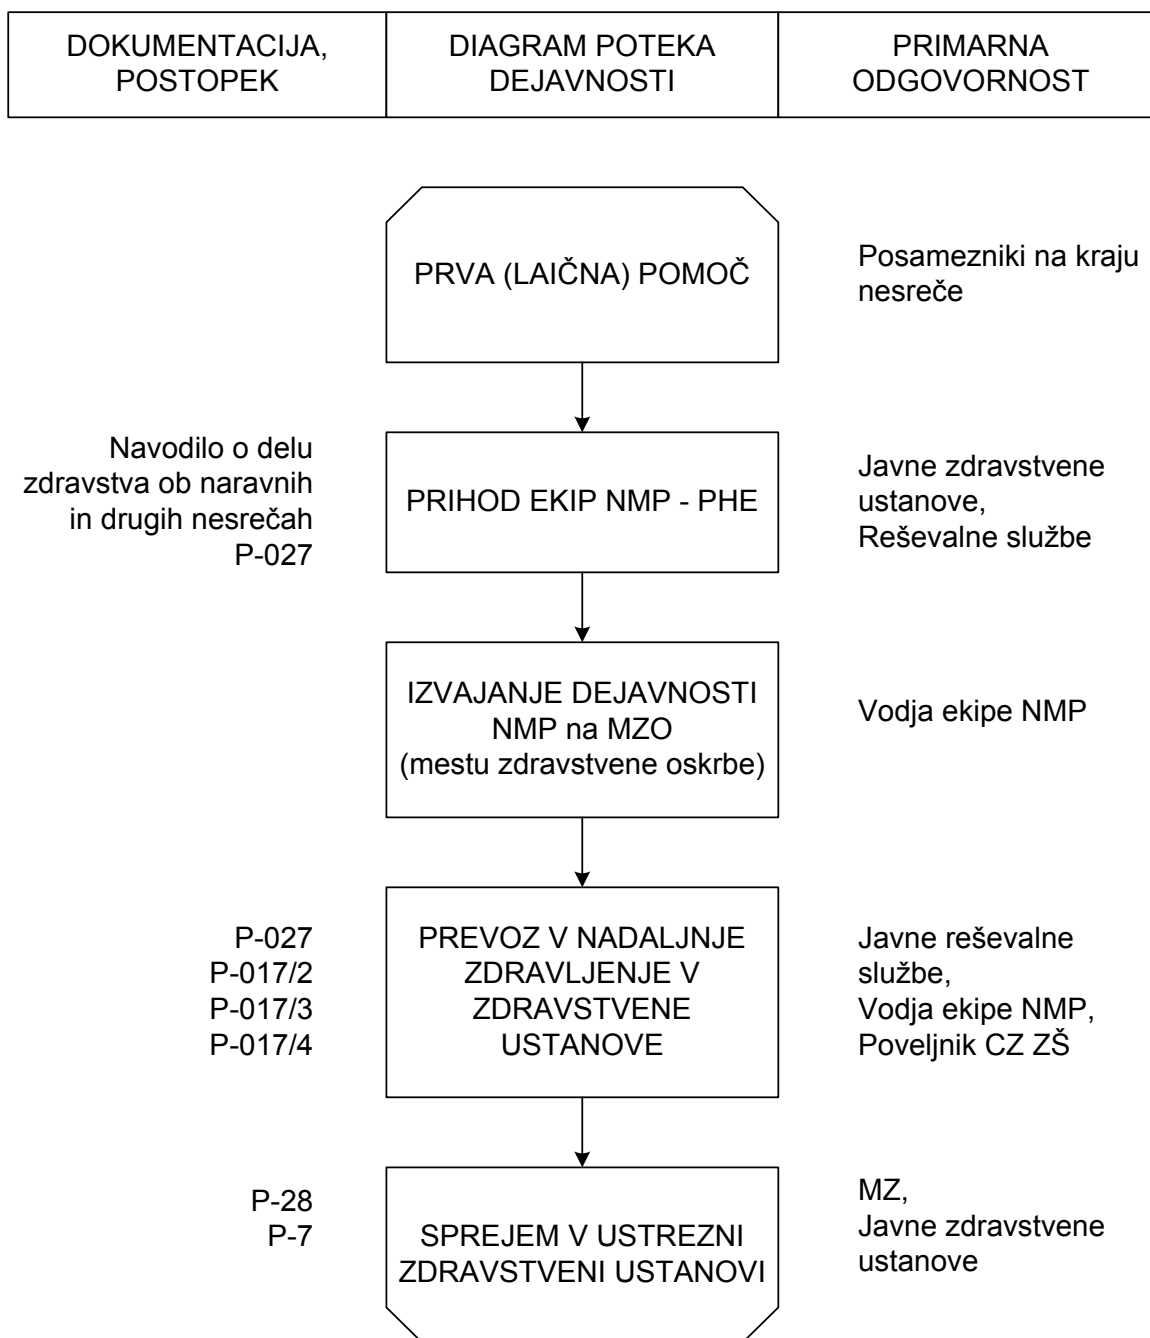 DOKUMENTACIJA,
POSTOPEK
DIAGRAM POTEKA
DEJAVNOSTI
PRIMARNA
ODGOVORNOST
PRVA (LAIČNA) POMOČ
Posamezniki na kraju
nesreče
Navodilo o delu
zdravstva ob naravnih
in drugih nesrečah
P-027
PRIHOD EKIP NMP - PHE
Javne zdravstvene
ustanove,
Reševalne službe
IZVAJANJE DEJAVNOSTI
NMP na MZO
(mestu zdravstvene oskrbe)
Vodja ekipe NMP
P-027
P-017/2
P-017/3
P-017/4
PREVOZ V NADALJNJE
ZDRAVLJENJE V
ZDRAVSTVENE
USTANOVE
Javne reševalne
službe,
Vodja ekipe NMP,
Poveljnik CZ ZŠ
P-28
P-7
SPREJEM V USTREZNI
ZDRAVSTVENI USTANOVI
MZ,
Javne zdravstvene
ustanove